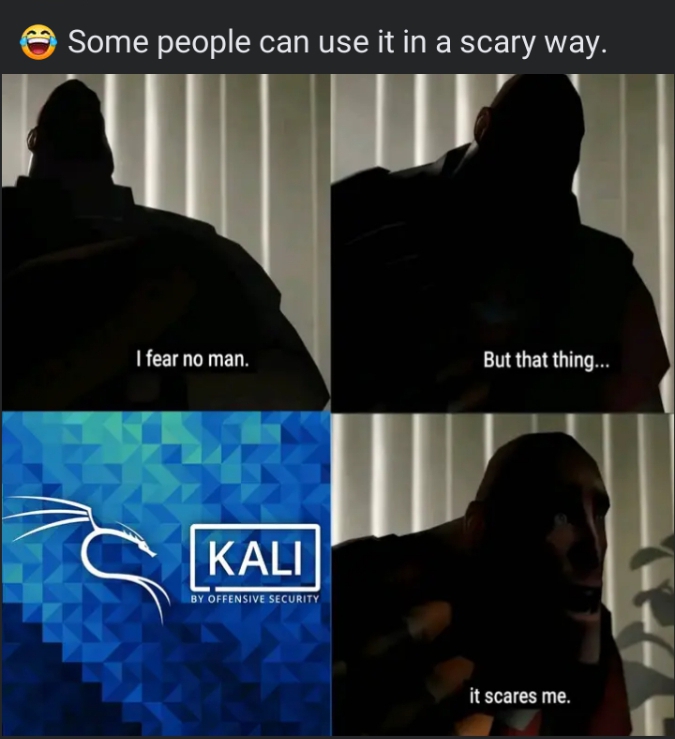 😂 Some people can use it in a scary way.
I fear no man.
But that thing...
KALI
BY OFFENSIVE SECURITY
it scares me.